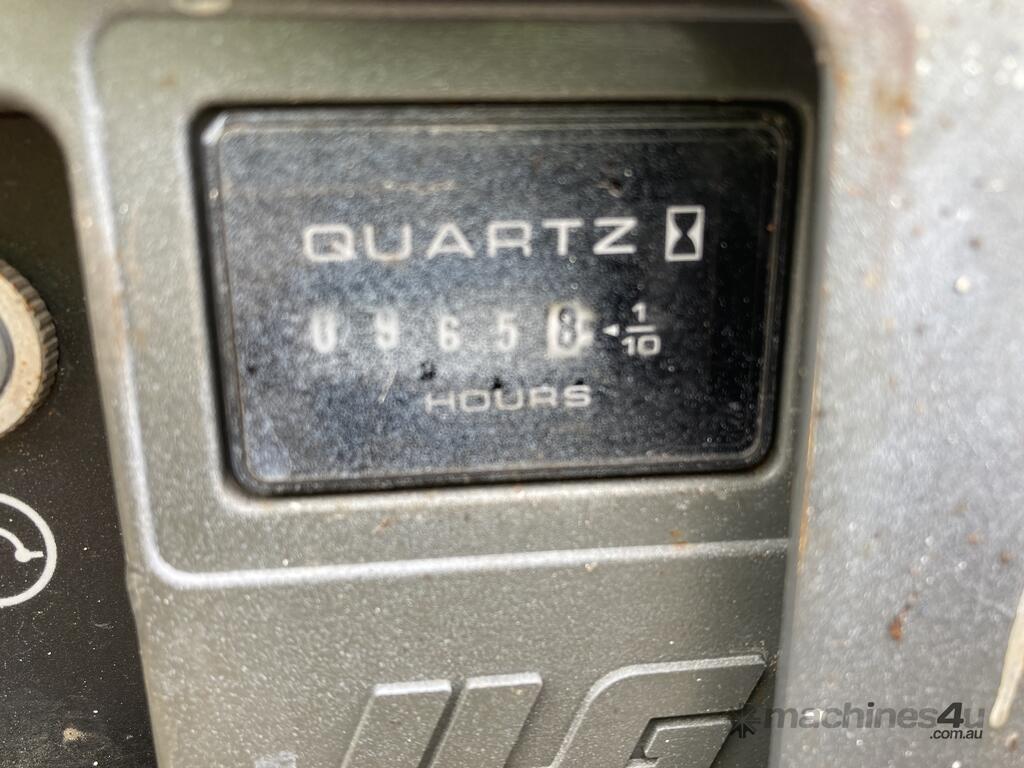 QUARTZ
0 9 6 5 8 1/10
HOURS
machines4u
.com.au